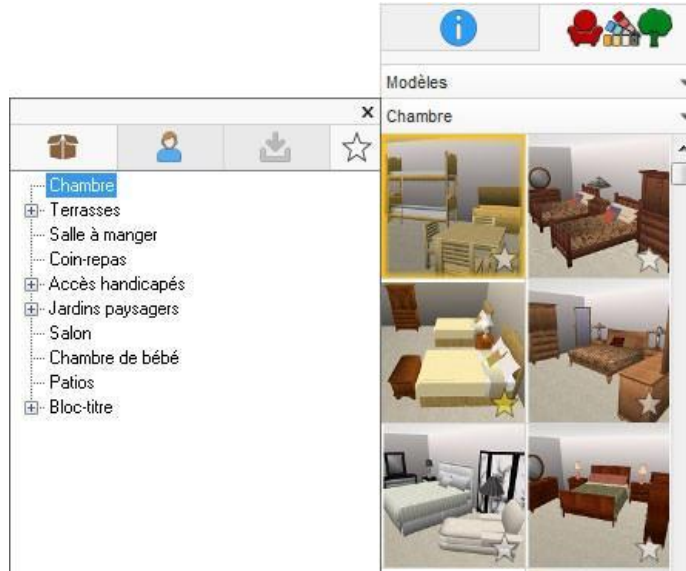 Modèles
Chambre
x
Chambre
Terrasses
Salle à manger
Coin-repas
Accès handicapés
Jardins paysagers
Salon
Chambre de bébé
Patios
Bloc-titre